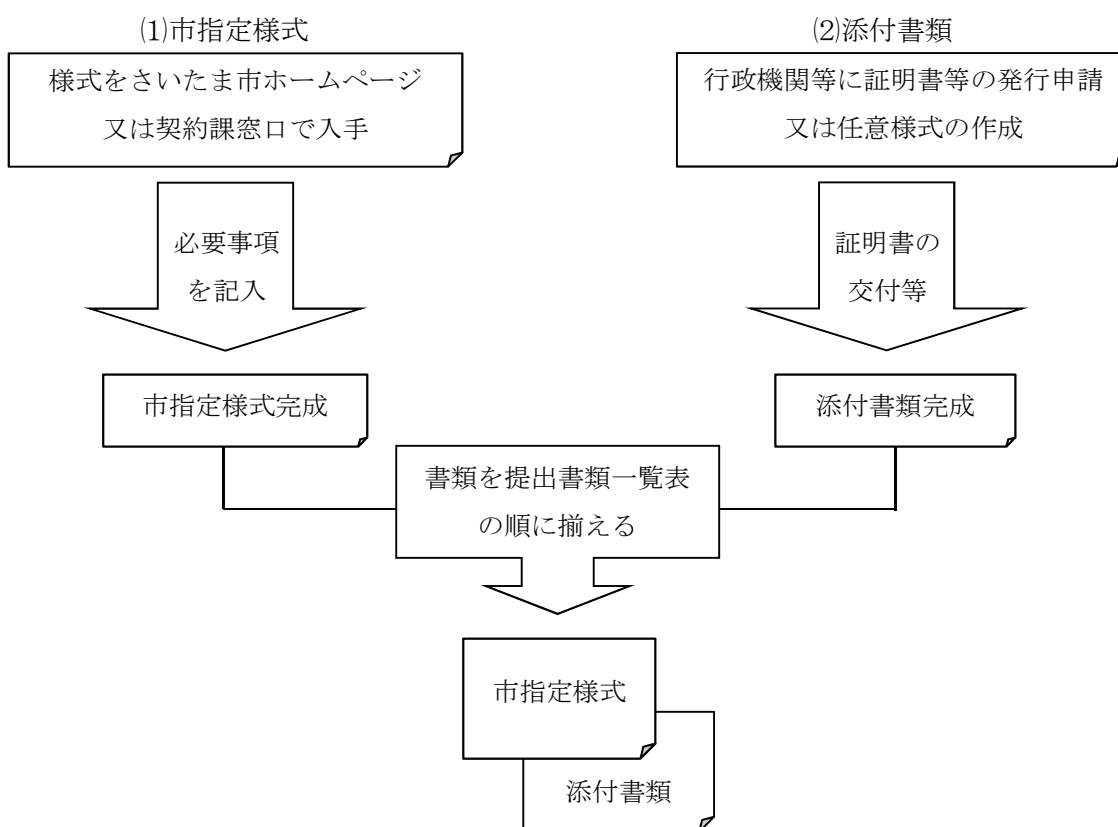 ⑴市指定様式
様式をさいたま市ホームページ
又は契約課窓口で入手
必要事項
を記入
市指定様式完成
⑵添付書類
行政機関等に証明書等の発行申請
又は任意様式の作成
証明書の
交付等
添付書類完成
書類を提出書類一覧表
の順に揃える
市指定様式
添付書類